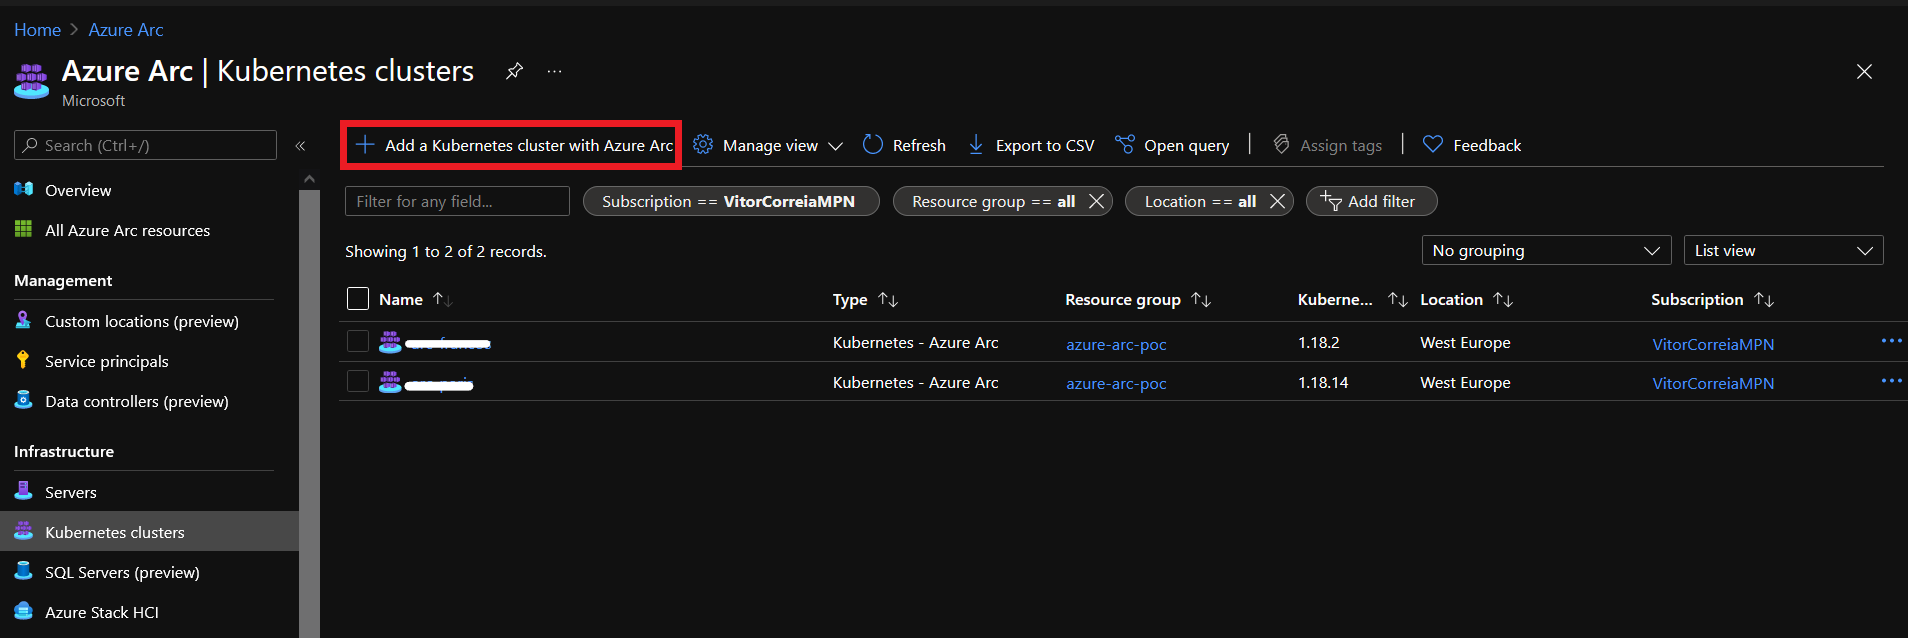 Home > Azure Arc
Azure Arc | Kubernetes clusters ...
Microsoft
Search (Ctrl+/) «
Overview
All Azure Arc resources
Management
Custom locations (preview)
Service principals
Data controllers (preview)
Infrastructure
Servers
Kubernetes clusters
SQL Servers (preview)
Azure Stack HCI
Add a Kubernetes cluster with Azure Arc Manage view Refresh Export to CSV Open query Assign tags Feedback
Filter for any field... Subscription == VitorCorreiaMPN Resource group == all Location == all Add filter
Showing 1 to 2 of 2 records. No grouping List view
Name Type Resource group Kuberne... Location Subscription
Kubernetes - Azure Arc azure-arc-poc 1.18.2 West Europe VitorCorreiaMPN ...
Kubernetes - Azure Arc azure-arc-poc 1.18.14 West Europe VitorCorreiaMPN ...